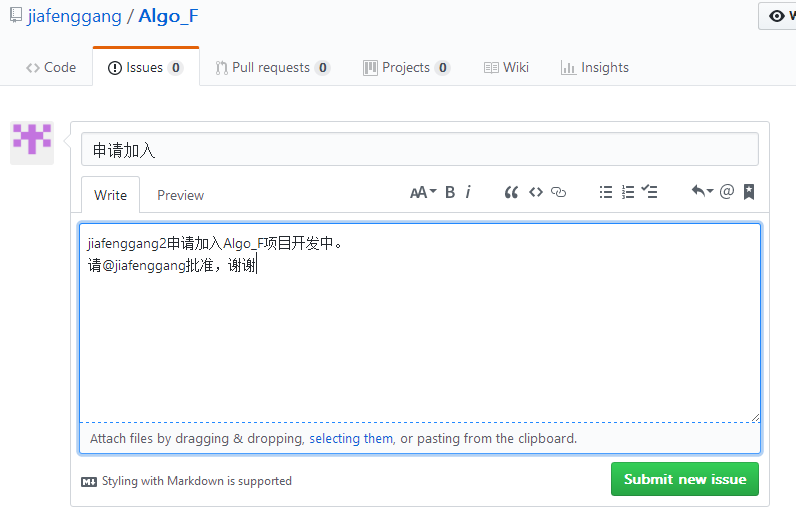 jiafenggang / Algo_F
Code Issues 0 Pull requests 0 Projects 0 Wiki Insights
申请加入
Write Preview AA B i
jiafenggang2申请加入Algo_F项目开发中。
请@jiafenggang批准，谢谢
Attach files by dragging & dropping, selecting them, or pasting from the clipboard.
Styling with Markdown is supported
Submit new issue